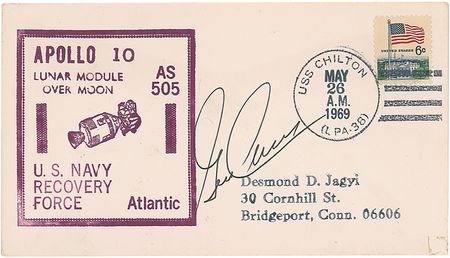 APOLLO 10
LUNAR MODULE
OVER MOON
AS
505
U.S. NAVY
RECOVERY
FORCE
Atlantic
USS CHILTON
MAY
26
A.M.
1969
(LPA-38)
UNITED STATES
6c
Desmond D. Jagyi
30 Cornhill St.
Bridgeport, Conn. 06606